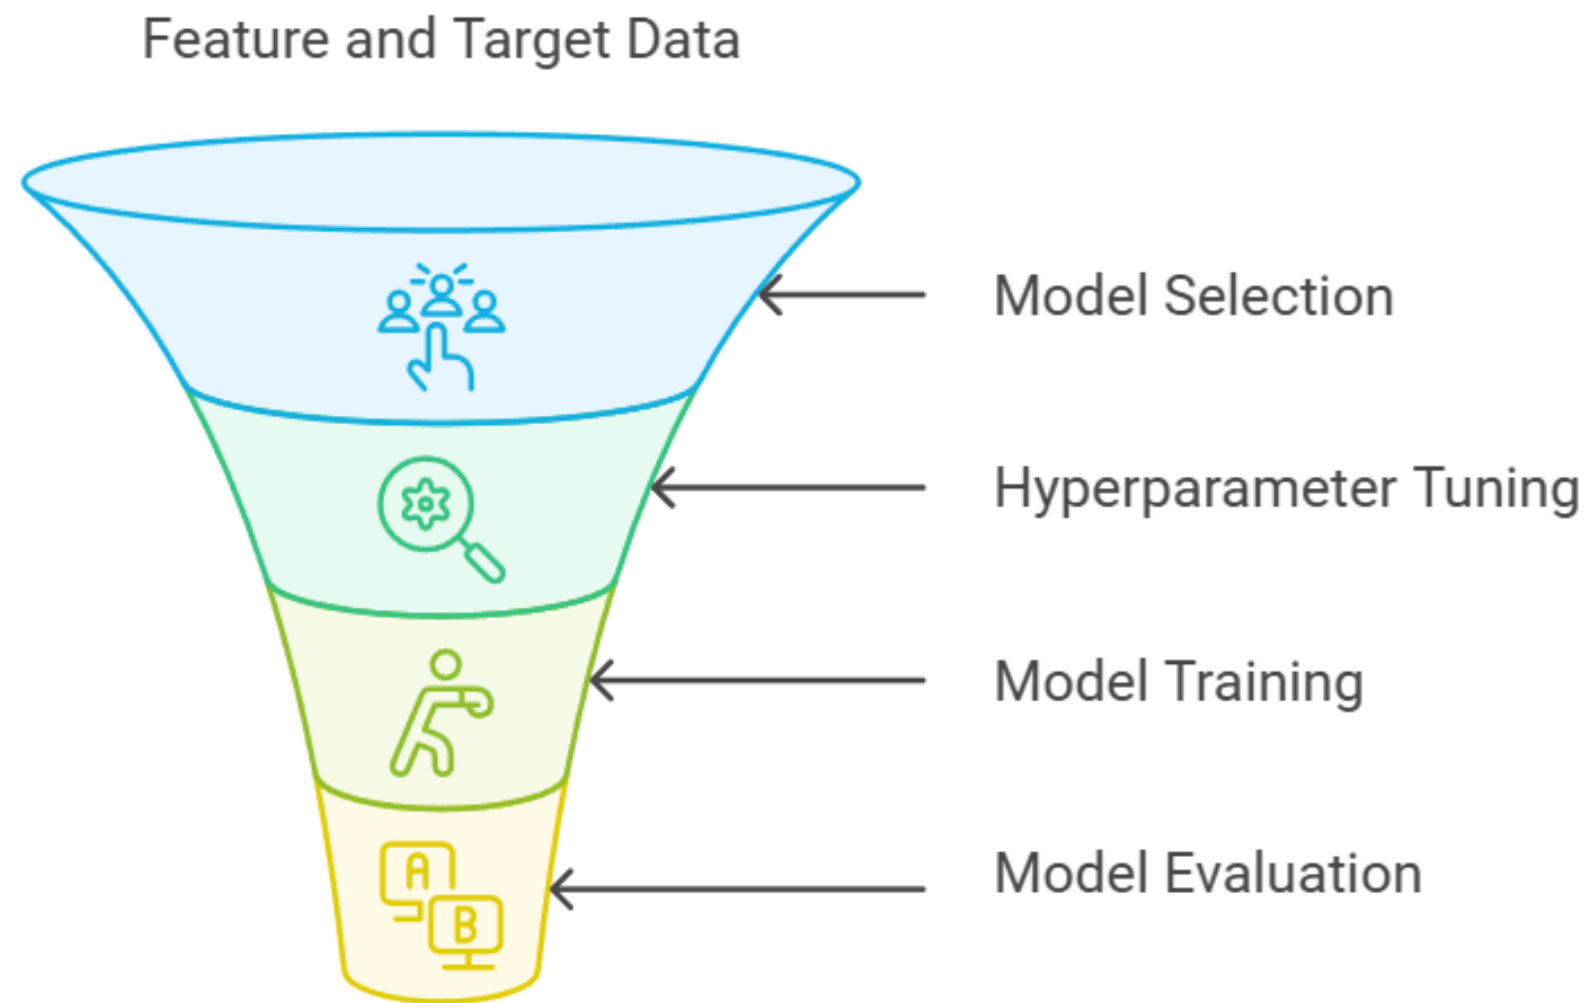 Feature and Target Data
Model Selection
Hyperparameter Tuning
Model Training
A
B
Model Evaluation